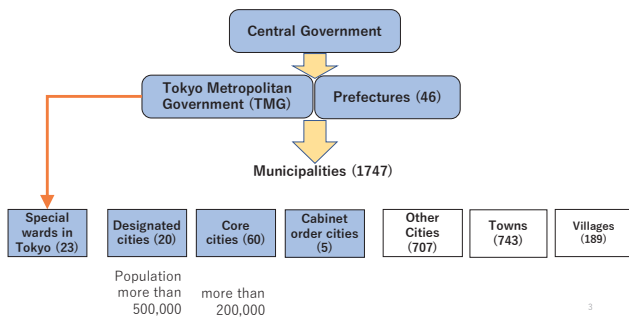 Central Government
Tokyo Metropolitan
Government (TMG)
Prefectures (46)
Municipalities (1747)
Special
wards in
Tokyo (23)
Designated
cities (20)
Core
cities (60)
Cabinet
order cities
(5)
Other
Cities
(707)
Towns
(743)
Villages
(189)
Population
more than
500,000
more than
200,000
3